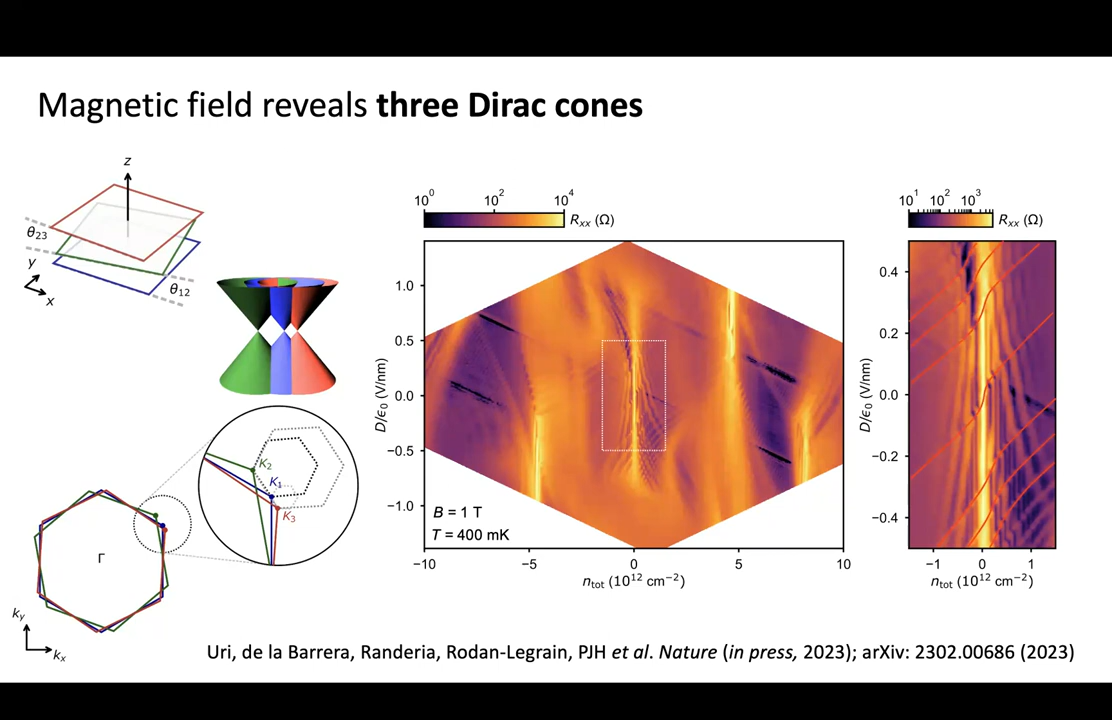 Magnetic field reveals three Dirac cones
z
θ23
y
x
θ12
K2
K1
K3
Γ
ky
kx
10^0 10^2 10^4
Rxx (Ω)
D/ϵ0 (V/nm)
1.0
0.5
0.0
−0.5
−1.0
B = 1 T
T = 400 mK
−10 −5 0 5 10
ntot (10^12 cm^−2)
10^1 10^2 10^3
Rxx (Ω)
D/ϵ0 (V/nm)
0.4
0.2
0.0
−0.2
−0.4
−1 0 1
ntot (10^12 cm^−2)
Uri, de la Barrera, Randeria, Rodan-Legrain, PJH et al. Nature (in press, 2023); arXiv: 2302.00686 (2023)